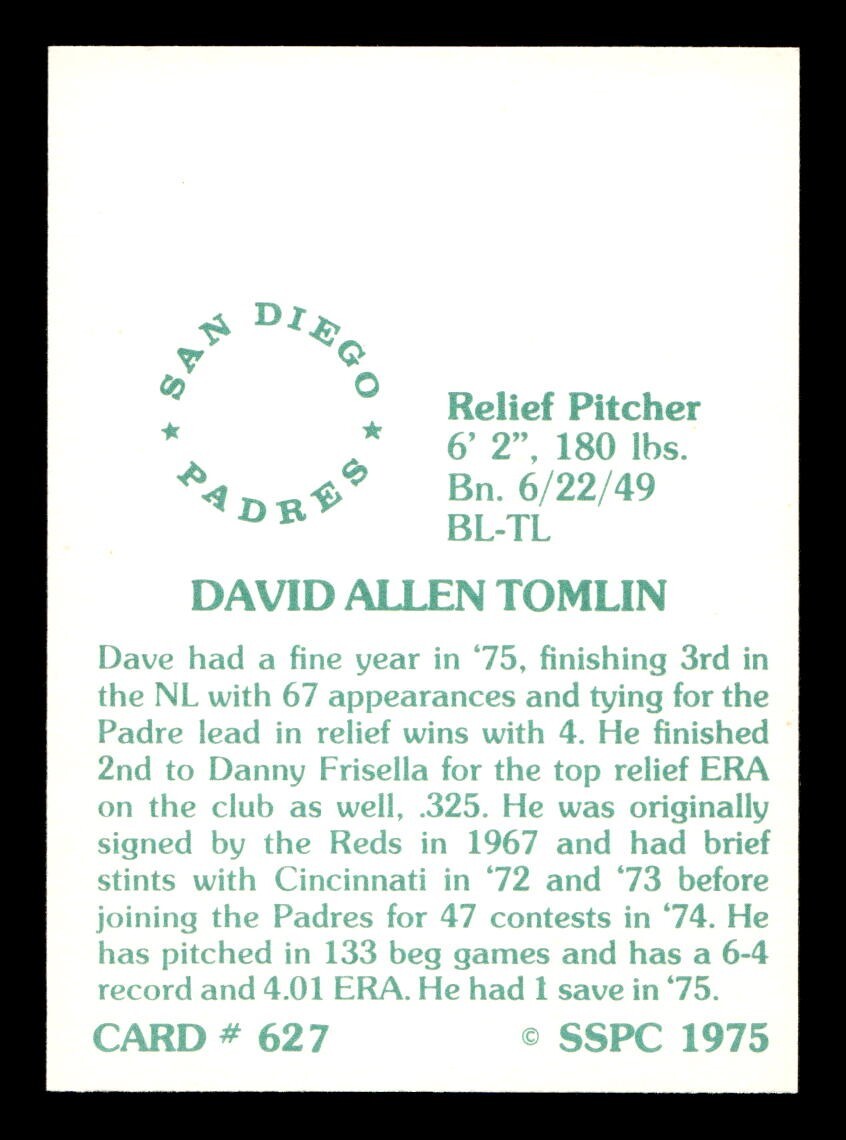 ★ SAN DIEGO ★
PADRES
Relief Pitcher
6’ 2”, 180 lbs.
Bn. 6/22/49
BL-TL
DAVID ALLEN TOMLIN
Dave had a fine year in ‘75, finishing 3rd in
the NL with 67 appearances and tying for the
Padre lead in relief wins with 4. He finished
2nd to Danny Frisella for the top relief ERA
on the club as well, .325. He was originally
signed by the Reds in 1967 and had brief
stints with Cincinnati in ‘72 and ‘73 before
joining the Padres for 47 contests in ‘74. He
has pitched in 133 beg games and has a 6-4
record and 4.01 ERA. He had 1 save in ‘75.
CARD # 627 © SSPC 1975